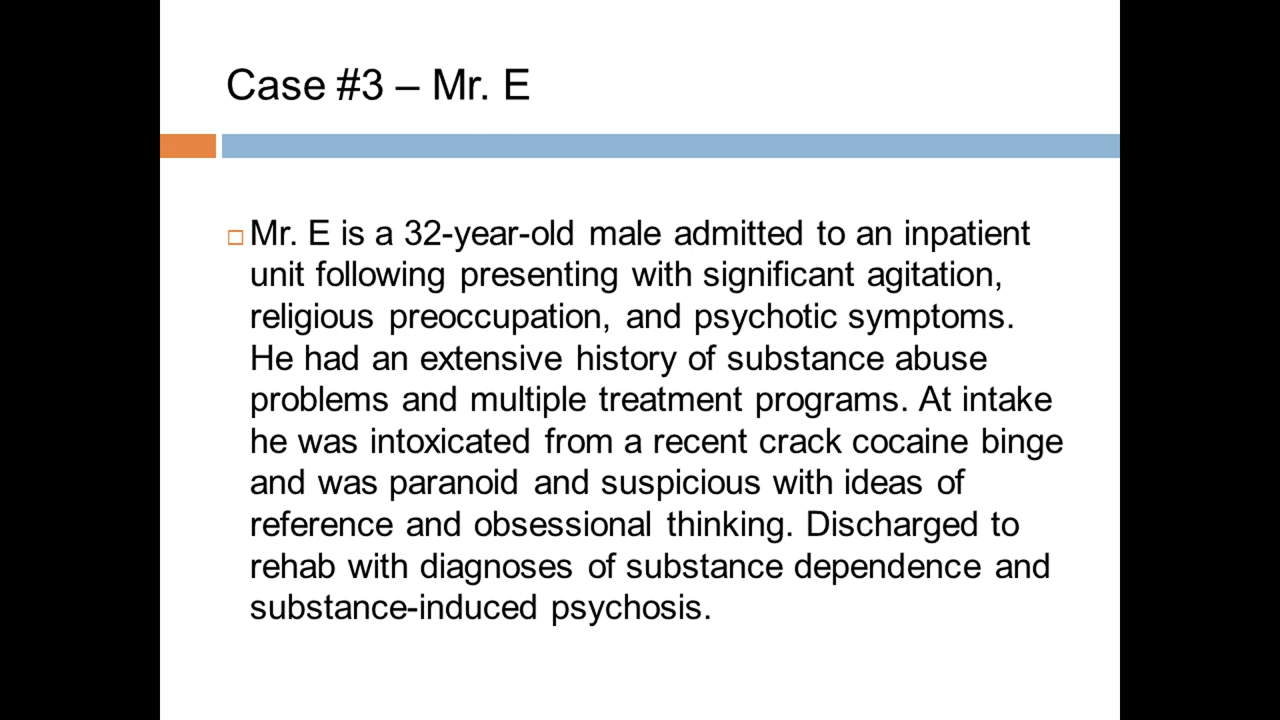 Case #3 – Mr. E
Mr. E is a 32-year-old male admitted to an inpatient
unit following presenting with significant agitation,
religious preoccupation, and psychotic symptoms.
He had an extensive history of substance abuse
problems and multiple treatment programs. At intake
he was intoxicated from a recent crack cocaine binge
and was paranoid and suspicious with ideas of
reference and obsessional thinking. Discharged to
rehab with diagnoses of substance dependence and
substance-induced psychosis.